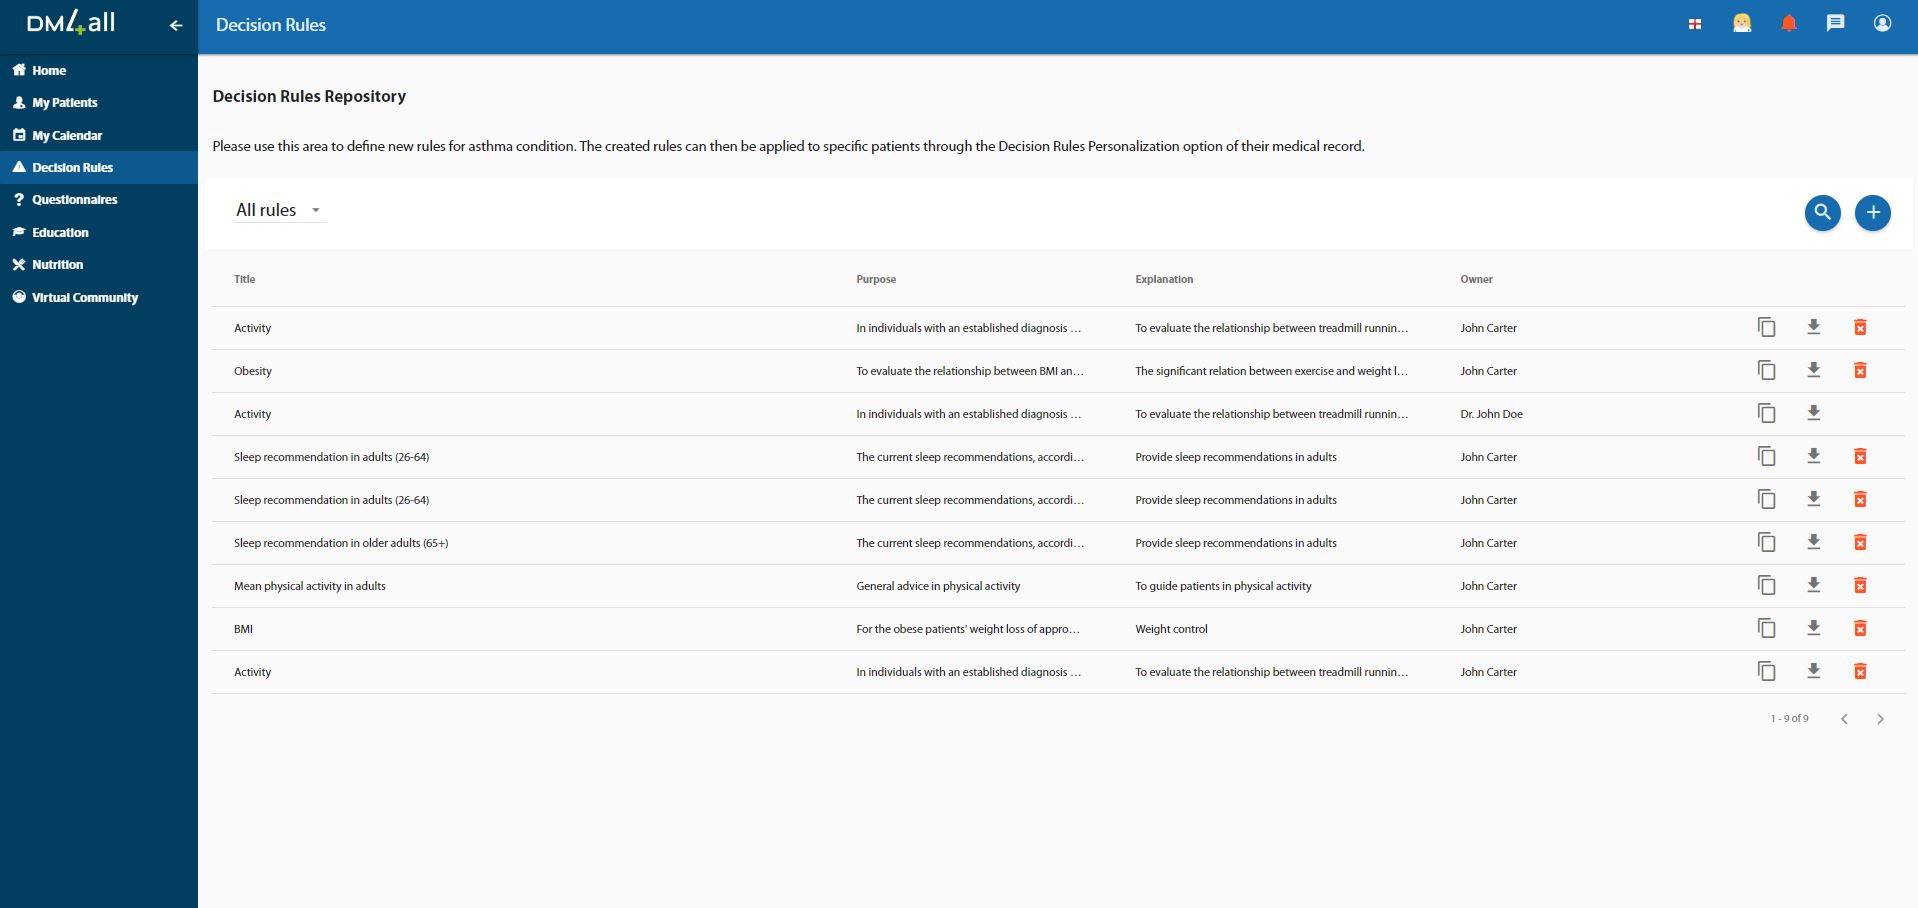 DM4all
Decision Rules
Home
My Patients
My Calendar
Decision Rules
Questionnaires
Education
Nutrition
Virtual Community
Decision Rules Repository
Please use this area to define new rules for asthma condition. The created rules can then be applied to specific patients through the Decision Rules Personalization option of their medical record.
All rules
Title Purpose Explanation Owner
Activity In individuals with an established diagnosis … To evaluate the relationship between treadmill runnin… John Carter
Obesity To evaluate the relationship between BMI an… The significant relation between exercise and weight l… John Carter
Activity In individuals with an established diagnosis … To evaluate the relationship between treadmill runnin… Dr. John Doe
Sleep recommendation in adults (26-64) The current sleep recommendations, accordi… Provide sleep recommendations in adults John Carter
Sleep recommendation in adults (26-64) The current sleep recommendations, accordi… Provide sleep recommendations in adults John Carter
Sleep recommendation in older adults (65+) The current sleep recommendations, accordi… Provide sleep recommendations in adults John Carter
Mean physical activity in adults General advice in physical activity To guide patients in physical activity John Carter
BMI For the obese patients' weight loss of appro… Weight control John Carter
Activity In individuals with an established diagnosis … To evaluate the relationship between treadmill runnin… John Carter
1 - 9 of 9